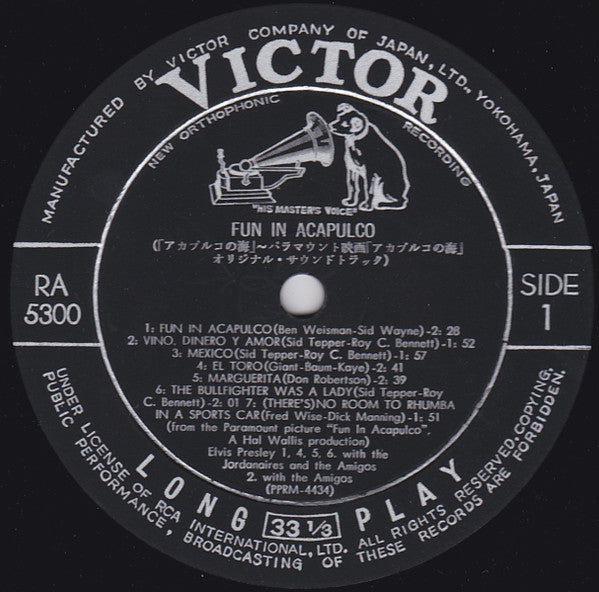 MANUFACTURED BY VICTOR COMPANY OF JAPAN, LTD., YOKOHAMA, JAPAN
VICTOR
NEW ORTHOPHONIC RECORDING
"HIS MASTER'S VOICE"
FUN IN ACAPULCO
(「アカプルコの海」~パラマウント映画「アカプルコの海」
オリジナル・サウンドトラック)
RA
5300
SIDE
1
1: FUN IN ACAPULCO(Ben Weisman-Sid Wayne)-2: 28
2: VINO, DINERO Y AMOR(Sid Tepper-Roy C. Bennett)-1: 52
3: MEXICO(Sid Tepper-Roy C. Bennett)-1: 57
4: EL TORO(Giant-Baum-Kaye)-2: 41
5: MARGUERITA(Don Robertson)-2: 39
6: THE BULLFIGHTER WAS A LADY(Sid Tepper-Roy
C. Bennett)-2: 01 7; (THERE'S)NO ROOM TO RHUMBA
IN A SPORTS CAR(Fred Wise-Dick Manning)-1: 51
(from the Paramount picture "Fun In Acapulco",
A Hal Wallis production)
Elvis Presley 1, 4, 5, 6. with the
Jordanaires and the Amigos
2. with the Amigos
(PPRM-4434)
LONG 33 1/3 PLAY
UNDER LICENSE OF RCA INTERNATIONAL, LTD. ALL RIGHTS RESERVED.COPYING,
PUBLIC PERFORMANCE, BROADCASTING OF THESE RECORDS ARE FORBIDDEN.